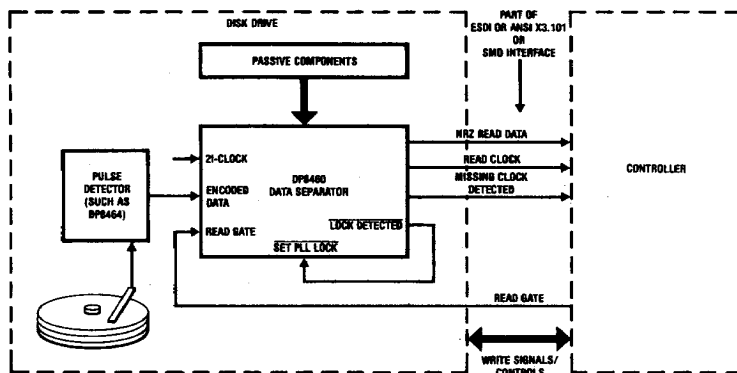 DISK DRIVE
PART OF
ESDI OR ANSI X3.101
OR
SMD INTERFACE
PASSIVE COMPONENTS
NRZ READ DATA
2f-CLOCK
READ CLOCK
CONTROLLER
PULSE
DETECTOR
(SUCH AS
DP8464)
DP8460
DATA SEPARATOR
MISSING CLOCK
DETECTED
ENCODED
DATA
LOCK DETECTED
READ GATE
SET PLL LOCK
READ GATE
WRITE SIGNALS/
CONTROLS